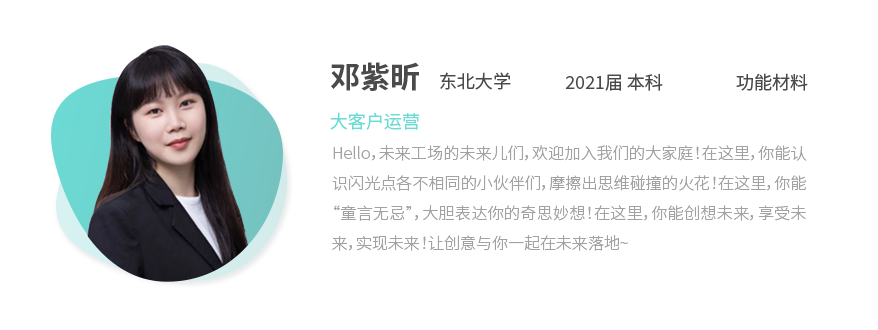 邓紫昕 东北大学 2021届 本科 功能材料
大客户运营
Hello，未来工场的未来儿们，欢迎加入我们的大家庭！在这里，你能认
识闪光点各不相同的小伙伴们，摩擦出思维碰撞的火花！在这里，你能
“童言无忌”，大胆表达你的奇思妙想！在这里，你能创想未来，享受未
来，实现未来！让创意与你一起在未来落地~